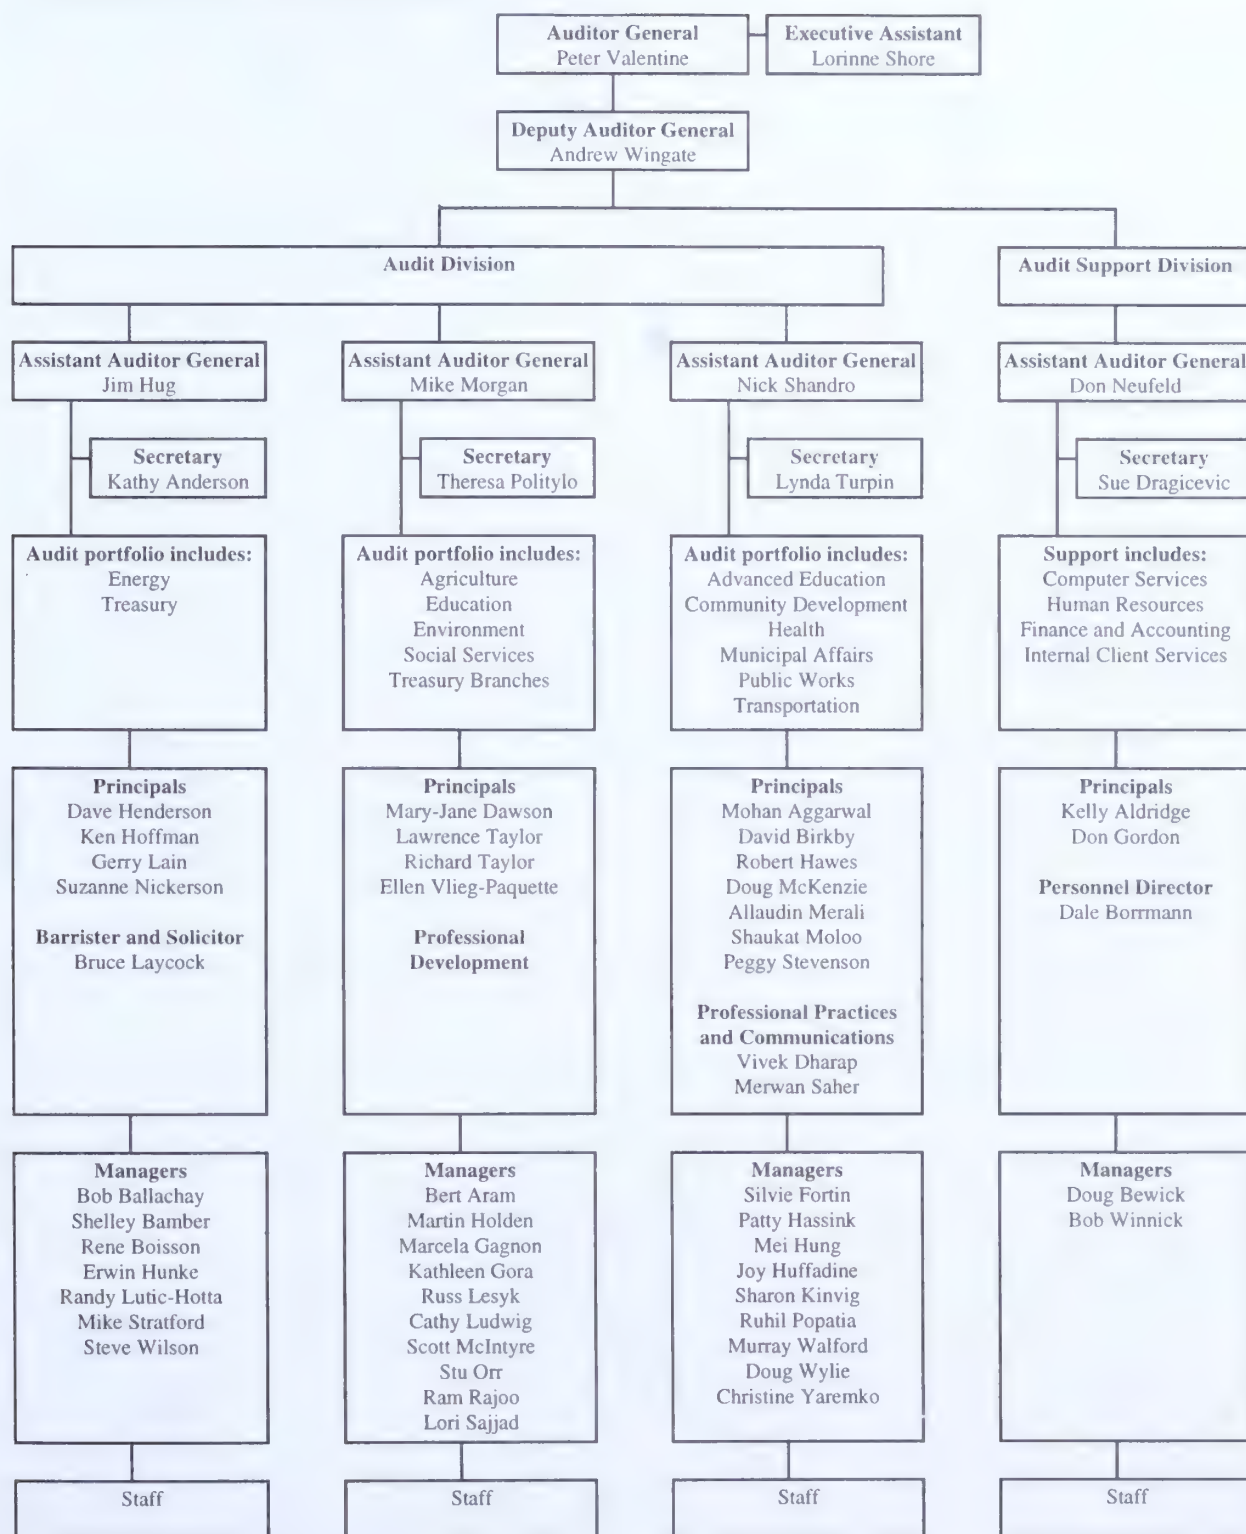 Auditor General
Peter Valentine
Executive Assistant
Lorinne Shore
Deputy Auditor General
Andrew Wingate
Audit Division
Audit Support Division
Assistant Auditor General
Jim Hug
Assistant Auditor General
Mike Morgan
Assistant Auditor General
Nick Shandro
Assistant Auditor General
Don Neufeld
Secretary
Kathy Anderson
Secretary
Theresa Politylo
Secretary
Lynda Turpin
Secretary
Sue Dragicevic
Audit portfolio includes:
Energy
Treasury
Audit portfolio includes:
Agriculture
Education
Environment
Social Services
Treasury Branches
Audit portfolio includes:
Advanced Education
Community Development
Health
Municipal Affairs
Public Works
Transportation
Support includes:
Computer Services
Human Resources
Finance and Accounting
Internal Client Services
Principals
Dave Henderson
Ken Hoffman
Gerry Lain
Suzanne Nickerson
Barrister and Solicitor
Bruce Laycock
Principals
Mary-Jane Dawson
Lawrence Taylor
Richard Taylor
Ellen Vlieg-Paquette
Professional
Development
Principals
Mohan Aggarwal
David Birkby
Robert Hawes
Doug McKenzie
Allaudin Merali
Shaukat Moloo
Peggy Stevenson
Professional Practices
and Communications
Vivek Dharap
Merwan Saher
Principals
Kelly Aldridge
Don Gordon
Personnel Director
Dale Borrmann
Managers
Bob Ballachay
Shelley Bamber
Rene Boisson
Erwin Hunke
Randy Lutic-Hotta
Mike Stratford
Steve Wilson
Managers
Bert Aram
Martin Holden
Marcela Gagnon
Kathleen Gora
Russ Lesyk
Cathy Ludwig
Scott McIntyre
Stu Orr
Ram Rajoo
Lori Sajjad
Managers
Silvie Fortin
Patty Hassink
Mei Hung
Joy Huffadine
Sharon Kinvig
Ruhil Popatia
Murray Walford
Doug Wylie
Christine Yaremko
Managers
Doug Bewick
Bob Winnick
Staff
Staff
Staff
Staff